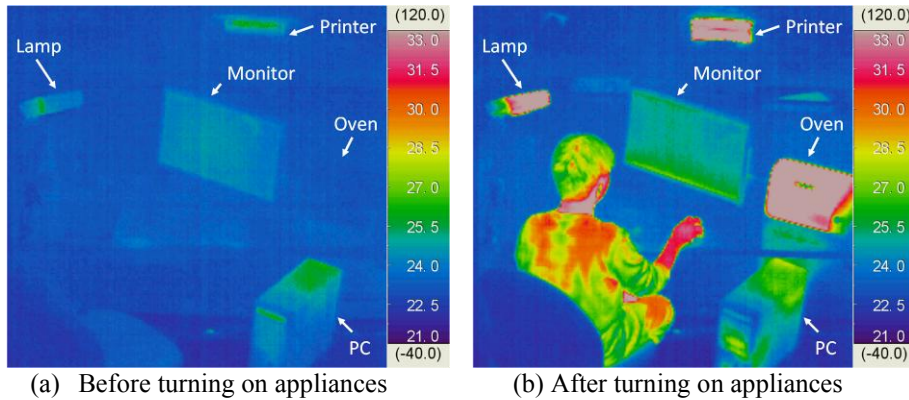 (120.0)
33.0
31.5
30.0
28.5
27.0
25.5
24.0
22.5
21.0
(-40.0)
Printer
Lamp
Monitor
Oven
PC
(120.0)
33.0
31.5
30.0
28.5
27.0
25.5
24.0
22.5
21.0
(-40.0)
Printer
Lamp
Monitor
Oven
PC
(a) Before turning on appliances
(b) After turning on appliances